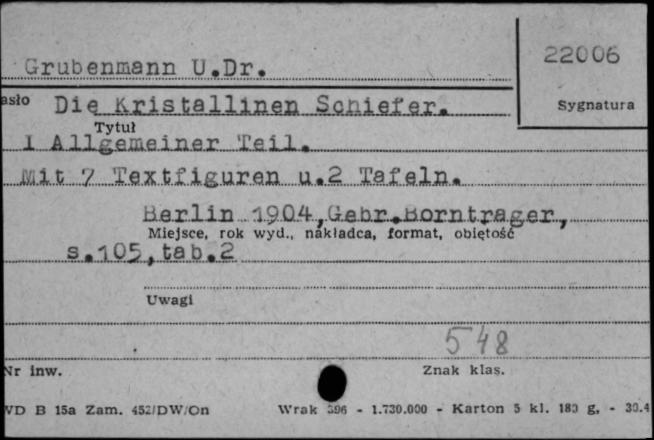 22006
Grubenmann U.Dr.
asło Die Kristallinen Schiefer.
Sygnatura
Tytuł
I Allgemeiner Teil.
Mit 7 Textfiguren u.2 Tafeln.
Berlin 1904,Gebr.Borntrager,
Miejsce, rok wyd., nakładca, format, obiętość
s.105,tab.2
Uwagi
548
Nr inw.
Znak klas.
VD B 15a Zam. 452/DW/On Wrak 396 - 1.730.000 - Karton 5 kl. 180 g, - 30.4